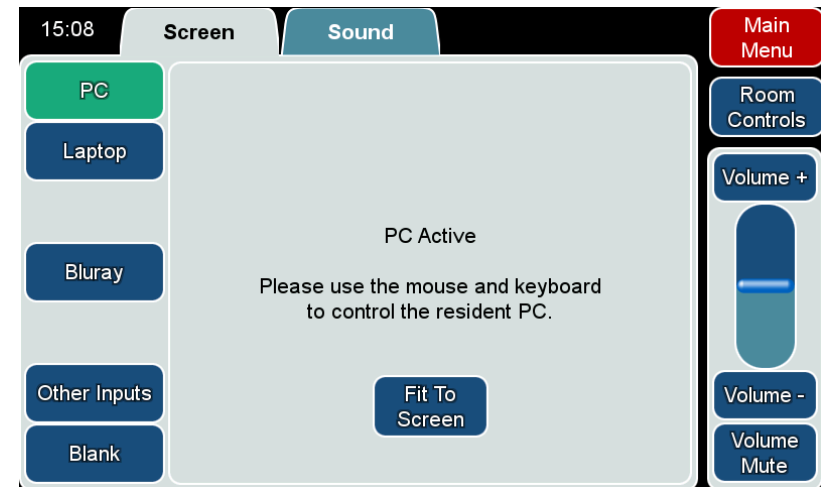 15:08
Screen
Sound
Main
Menu
PC
Laptop
Bluray
Other Inputs
Blank
PC Active
Please use the mouse and keyboard
to control the resident PC.
Fit To
Screen
Room
Controls
Volume +
Volume -
Volume
Mute